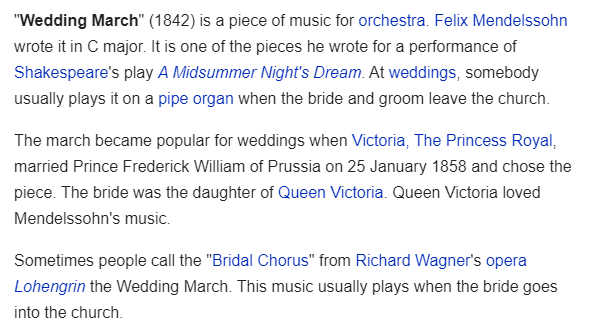 "Wedding March" (1842) is a piece of music for orchestra. Felix Mendelssohn
wrote it in C major. It is one of the pieces he wrote for a performance of
Shakespeare's play A Midsummer Night's Dream. At weddings, somebody
usually plays it on a pipe organ when the bride and groom leave the church.
The march became popular for weddings when Victoria, The Princess Royal,
married Prince Frederick William of Prussia on 25 January 1858 and chose the
piece. The bride was the daughter of Queen Victoria. Queen Victoria loved
Mendelssohn's music.
Sometimes people call the "Bridal Chorus" from Richard Wagner's opera
Lohengrin the Wedding March. This music usually plays when the bride goes
into the church.